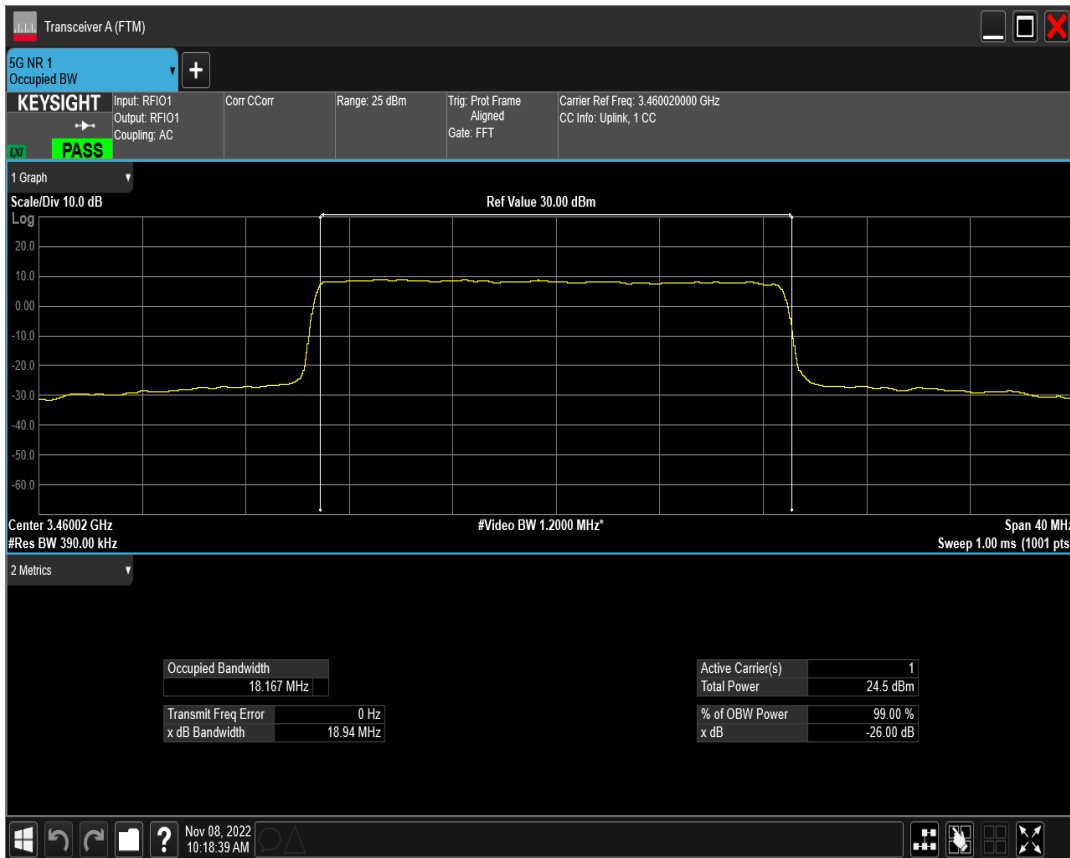 Transceiver A (FTM)
5G NR 1
Occupied BW
+
KEYSIGHT
LXI
PASS
Input: RFIO1
Output: RFIO1
Coupling: AC
Corr CCorr
Range: 25 dBm
Trig: Prot Frame
Aligned
Gate: FFT
Carrier Ref Freq: 3.460020000 GHz
CC Info: Uplink, 1 CC
1 Graph
Scale/Div 10.0 dB
Ref Value 30.00 dBm
Log
20.0
10.0
0.00
-10.0
-20.0
-30.0
-40.0
-50.0
-60.0
Center 3.46002 GHz
#Video BW 1.2000 MHz*
Span 40 MHz
#Res BW 390.00 kHz
Sweep 1.00 ms (1001 pts
2 Metrics
Occupied Bandwidth
18.167 MHz
Transmit Freq Error 0 Hz
x dB Bandwidth 18.94 MHz
Active Carrier(s) 1
Total Power 24.5 dBm
% of OBW Power 99.00 %
x dB -26.00 dB
?
Nov 08, 2022
10:18:39 AM